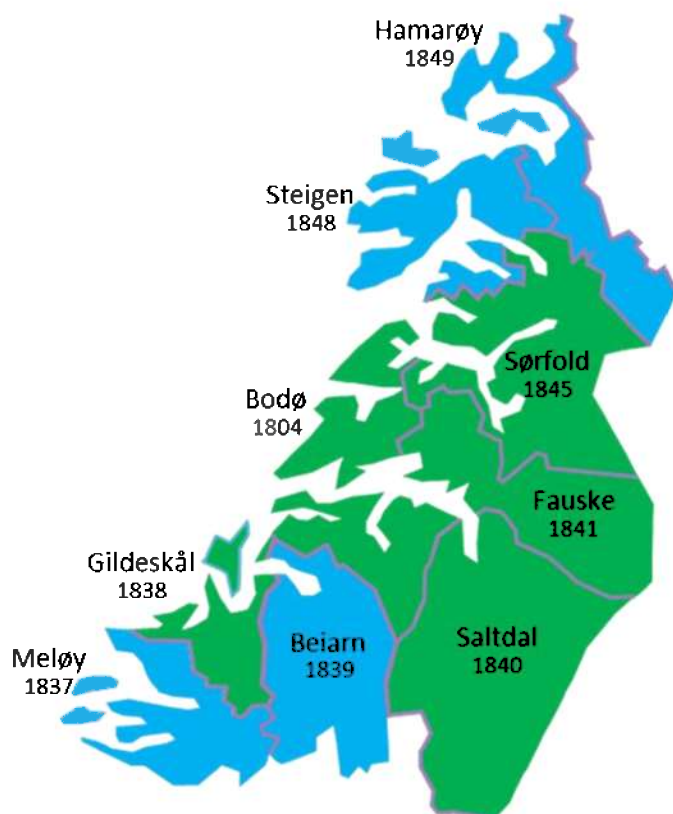 Hamarøy
1849
Steigen
1848
Sørfold
1845
Bodø
1804
Fauske
1841
Gildeskål
1838
Beiarn
1839
Saltdal
1840
Meløy
1837